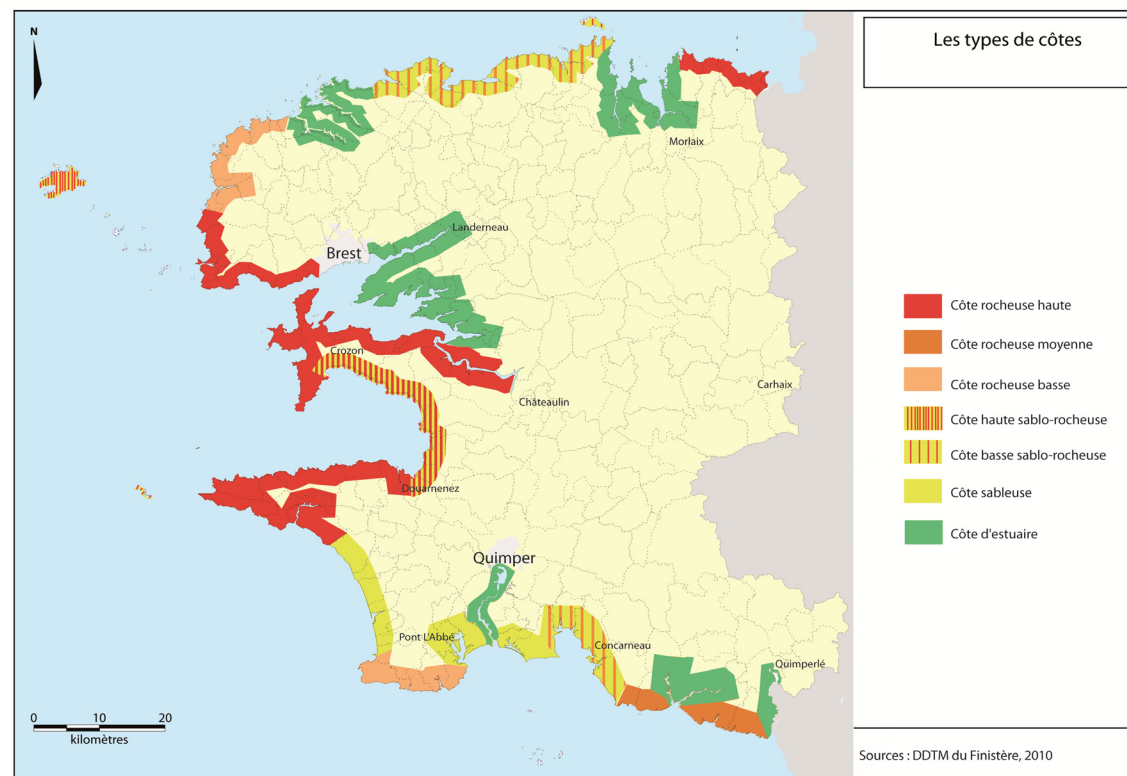 Les types de côtes
N
Morlaix
Landerneau
Brest
Crozon
Carhaix
Châteaulin
Douarnenez
Quimper
Pont L'Abbé
Concarneau
Quimperlé
Côte rocheuse haute
Côte rocheuse moyenne
Côte rocheuse basse
Côte haute sablo-rocheuse
Côte basse sablo-rocheuse
Côte sableuse
Côte d'estuaire
0 10 20
kilomètres
Sources : DDTM du Finistère, 2010